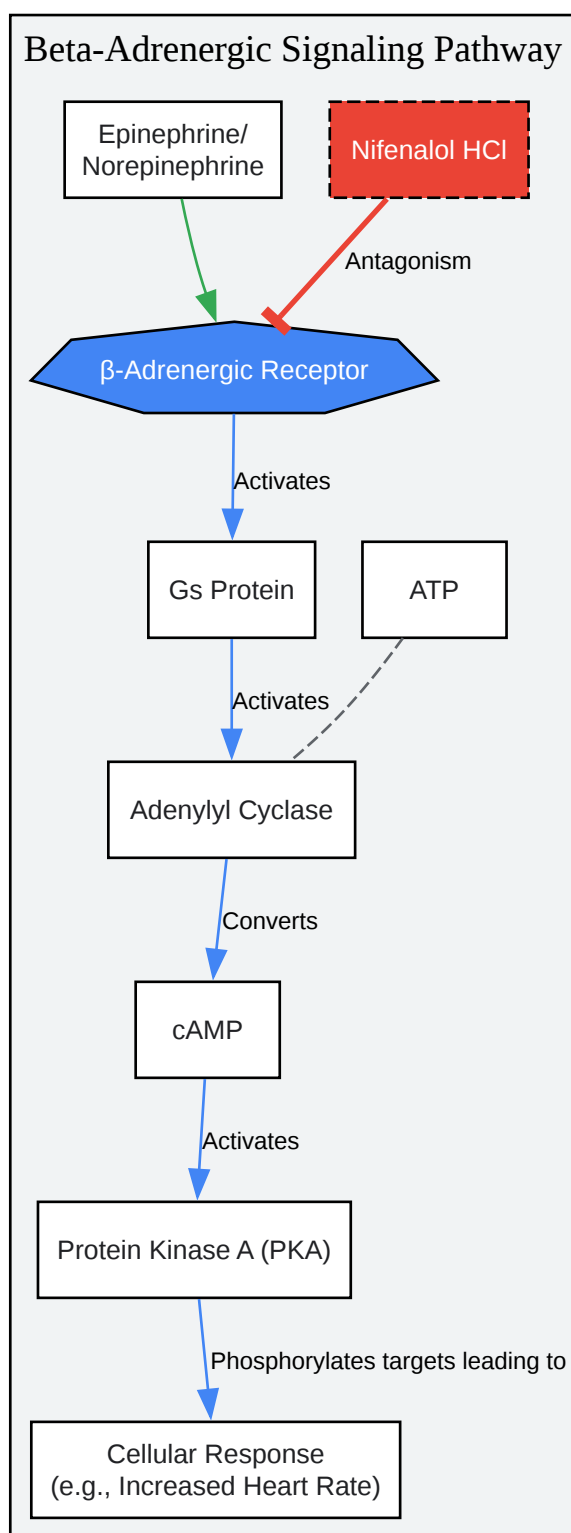 Beta-Adrenergic Signaling Pathway
Epinephrine/
Norepinephrine
Nifenalol HCl
Antagonism
β-Adrenergic Receptor
Activates
Gs Protein
ATP
Activates
Adenylyl Cyclase
Converts
cAMP
Activates
Protein Kinase A (PKA)
Phosphorylates targets leading to
Cellular Response
(e.g., Increased Heart Rate)